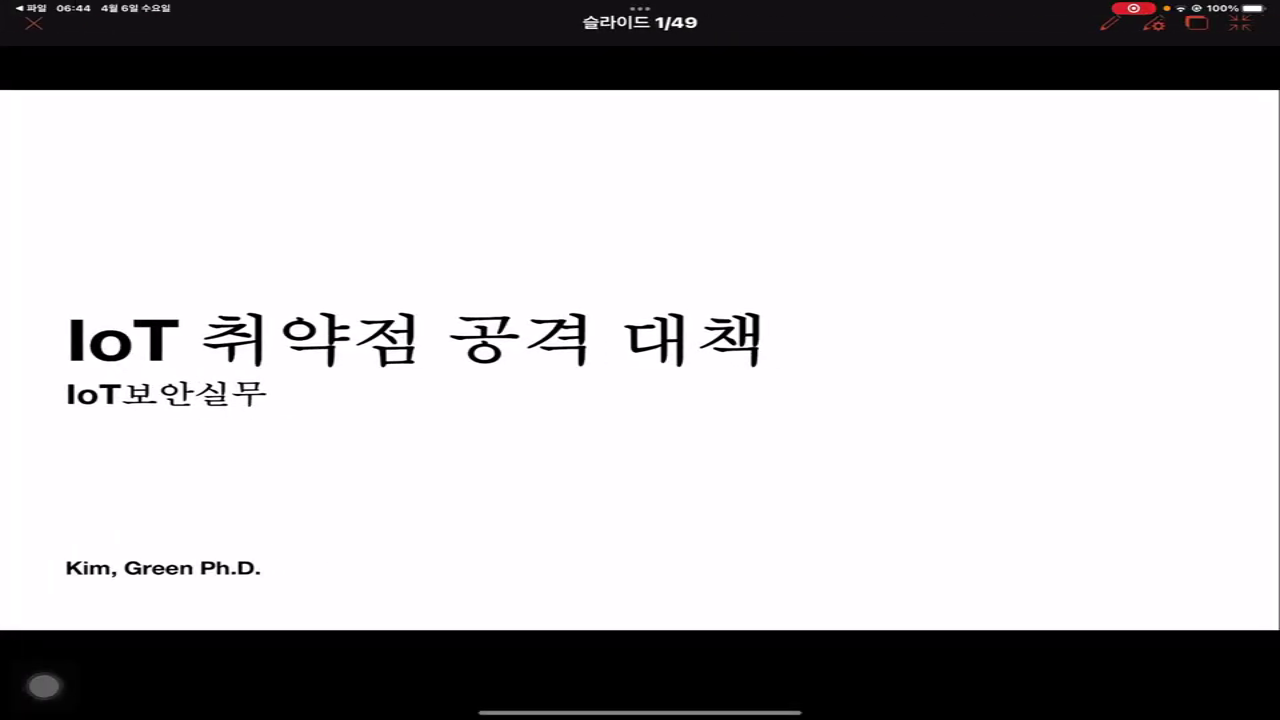 ◀ 파일 06:44 4월 6일 수요일 100%
슬라이드 1/49
IoT 취약점 공격 대책
IoT보안실무
Kim, Green Ph.D.